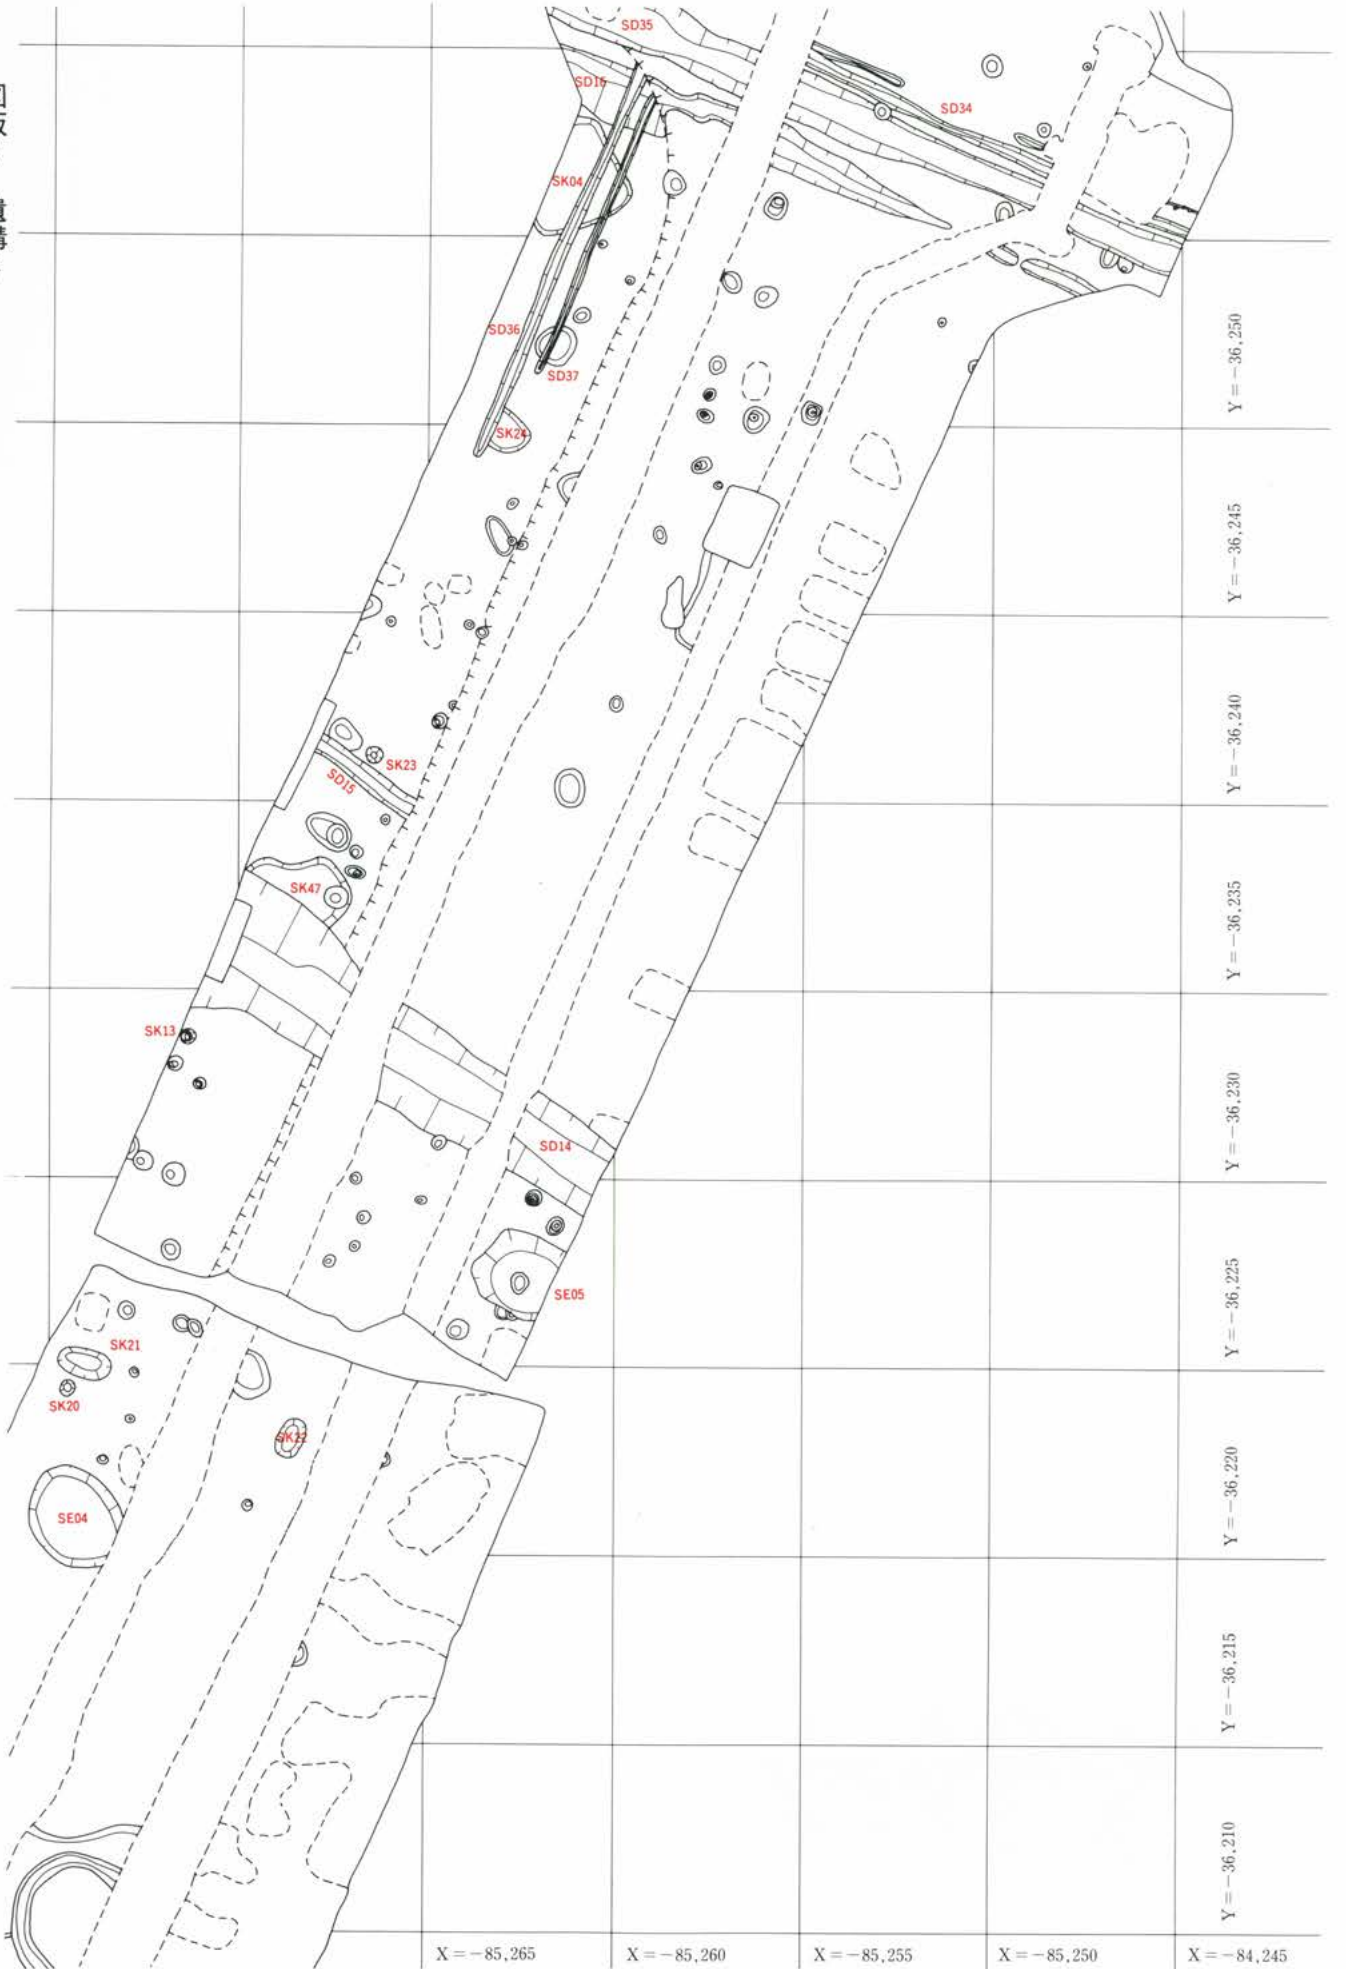 SD35
SD16
SD34
SK04
SD36
SD37
SK24
SK23
SD15
SK47
SK13
SD14
SE05
SK21
SK20
SK22
SE04
Y=-36,250
Y=-36,245
Y=-36,240
Y=-36,235
Y=-36,230
Y=-36,225
Y=-36,220
Y=-36,215
Y=-36,210
X=-85,265
X=-85,260
X=-85,255
X=-85,250
X=-84,245